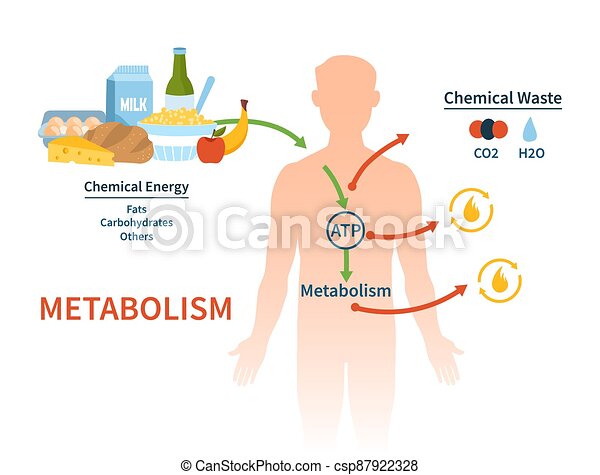 MILK
Chemical Energy
Fats
Carbohydrates
Others
METABOLISM
ATP
Metabolism
Chemical Waste
CO2 H2O
© Can Stock Photo
© Can Stock Photo - csp87922328